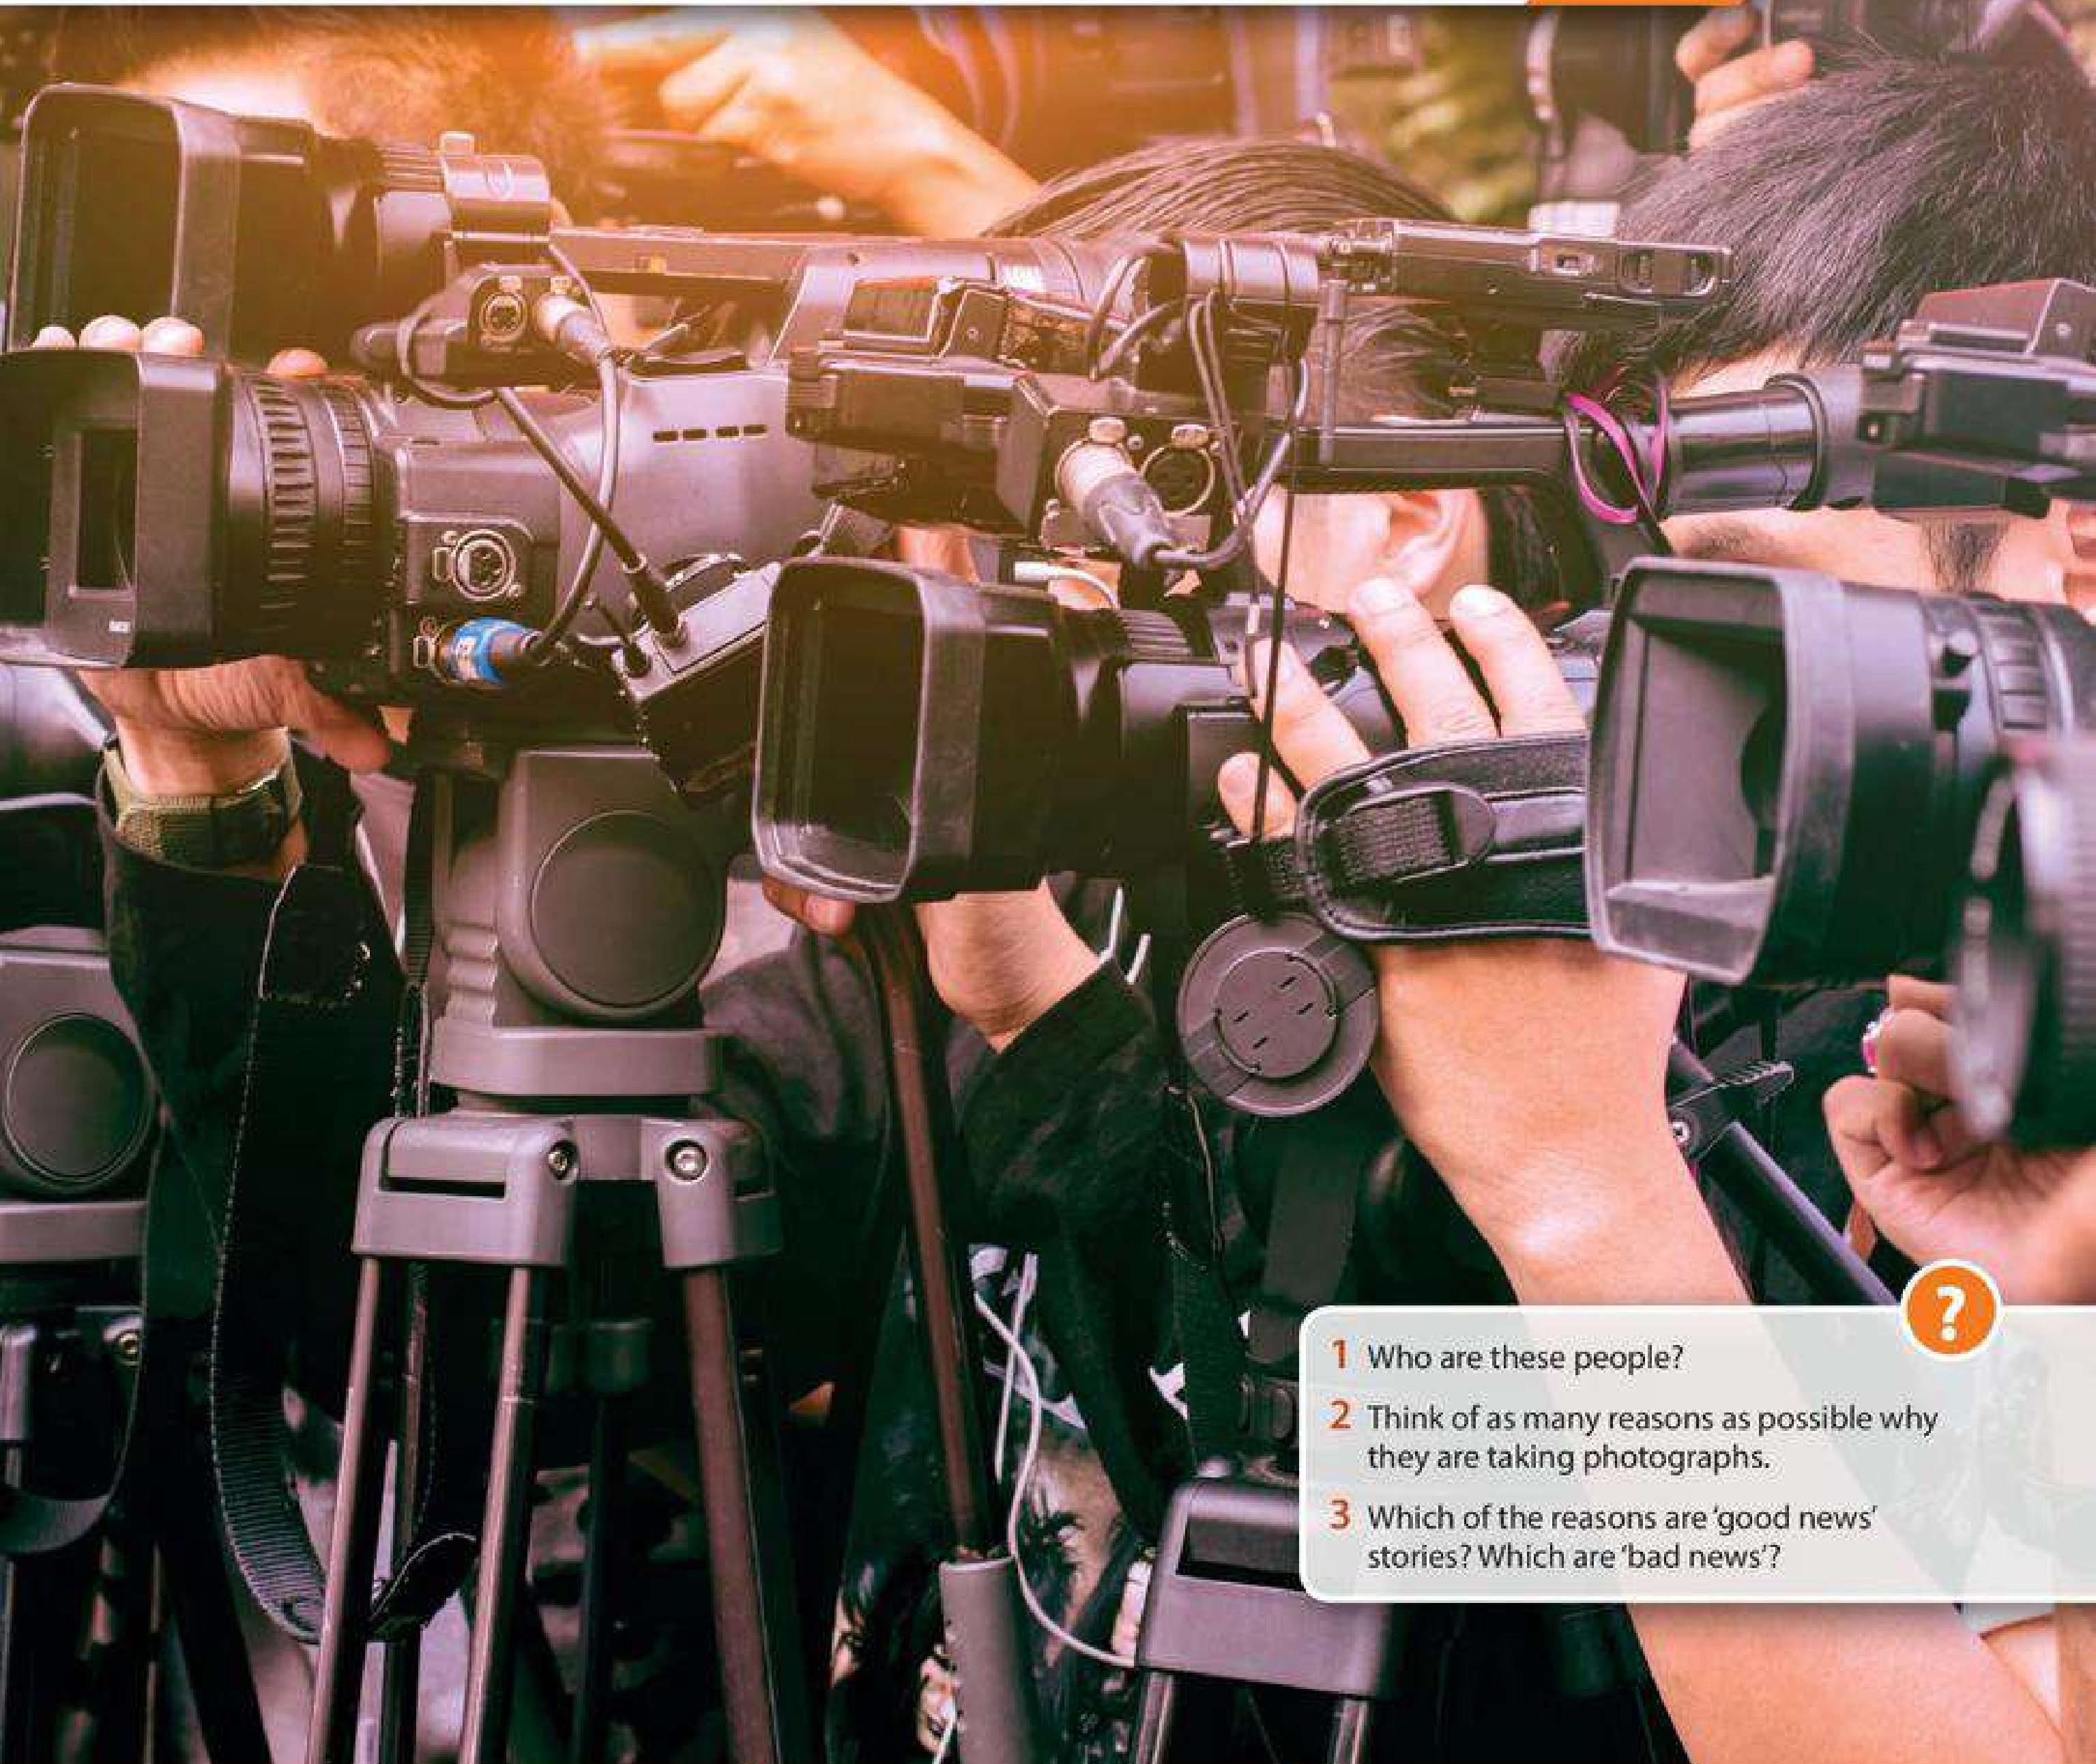 ?
1 Who are these people?
2 Think of as many reasons as possible why
they are taking photographs.
3 Which of the reasons are ‘good news’
stories? Which are ‘bad news’?